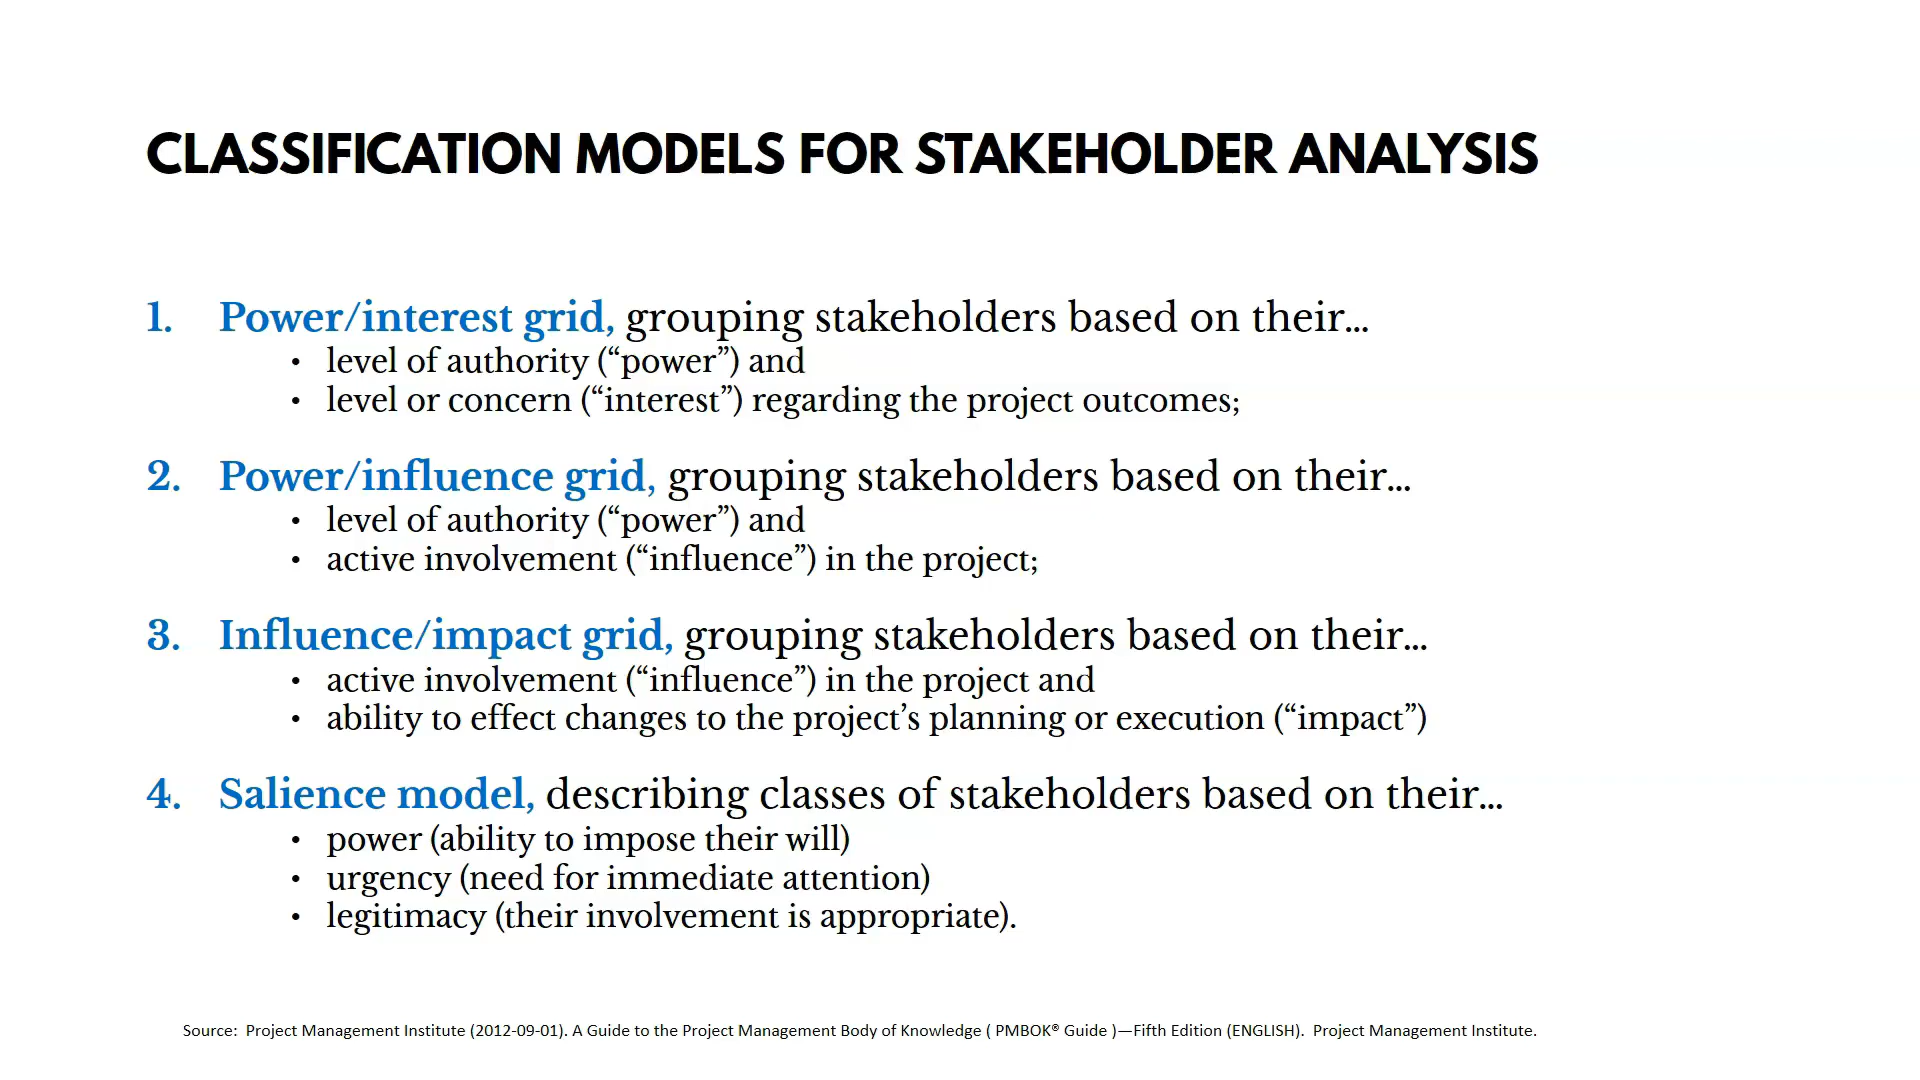 CLASSIFICATION MODELS FOR STAKEHOLDER ANALYSIS
1. Power/interest grid, grouping stakeholders based on their…
• level of authority (“power”) and
• level or concern (“interest”) regarding the project outcomes;
2. Power/influence grid, grouping stakeholders based on their…
• level of authority (“power”) and
• active involvement (“influence”) in the project;
3. Influence/impact grid, grouping stakeholders based on their…
• active involvement (“influence”) in the project and
• ability to effect changes to the project’s planning or execution (“impact”)
4. Salience model, describing classes of stakeholders based on their…
• power (ability to impose their will)
• urgency (need for immediate attention)
• legitimacy (their involvement is appropriate).
Source: Project Management Institute (2012-09-01). A Guide to the Project Management Body of Knowledge ( PMBOK® Guide )—Fifth Edition (ENGLISH). Project Management Institute.